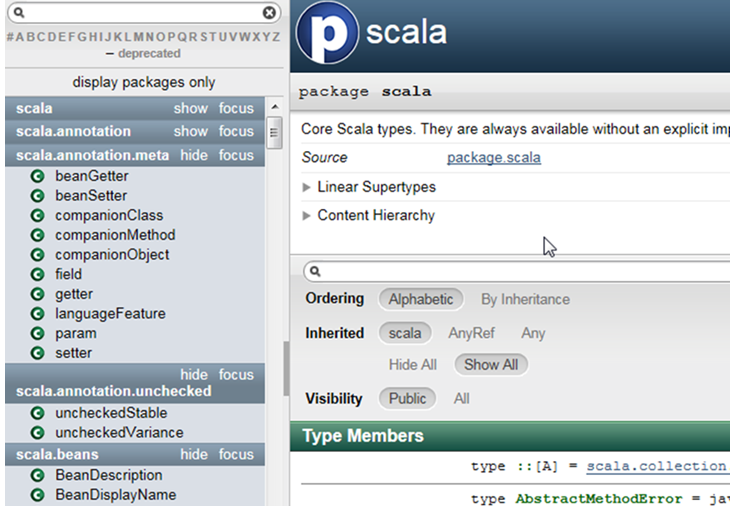 #ABCDEFGHIJKLMNOPQRSTUVWXYZ
– deprecated
display packages only
scala show focus
scala.annotation show focus
scala.annotation.meta hide focus
beanGetter
beanSetter
companionClass
companionMethod
companionObject
field
getter
languageFeature
param
setter
hide focus
scala.annotation.unchecked
uncheckedStable
uncheckedVariance
scala.beans hide focus
BeanDescription
BeanDisplayName
p scala
package scala
Core Scala types. They are always available without an explicit imp
Source package.scala
Linear Supertypes
Content Hierarchy
Ordering Alphabetic By Inheritance
Inherited scala AnyRef Any
Hide All Show All
Visibility Public All
Type Members
type ::[A] = scala.collection
type AbstractMethodError = jav